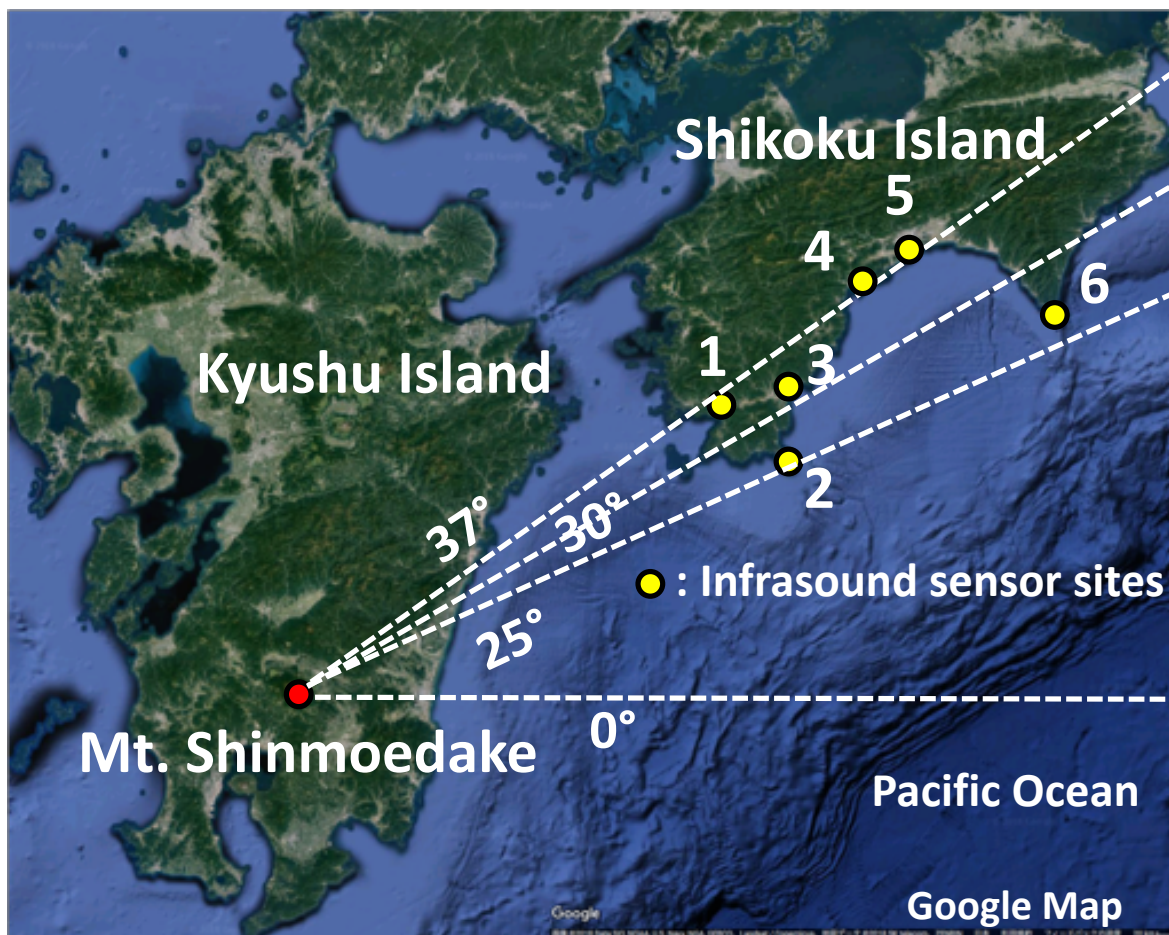 Shikoku Island
5
4
6
1
3
Kyushu Island
2
37°
30°
: Infrasound sensor sites
25°
0°
Mt. Shinmoedake
Pacific Ocean
Google Map
Google